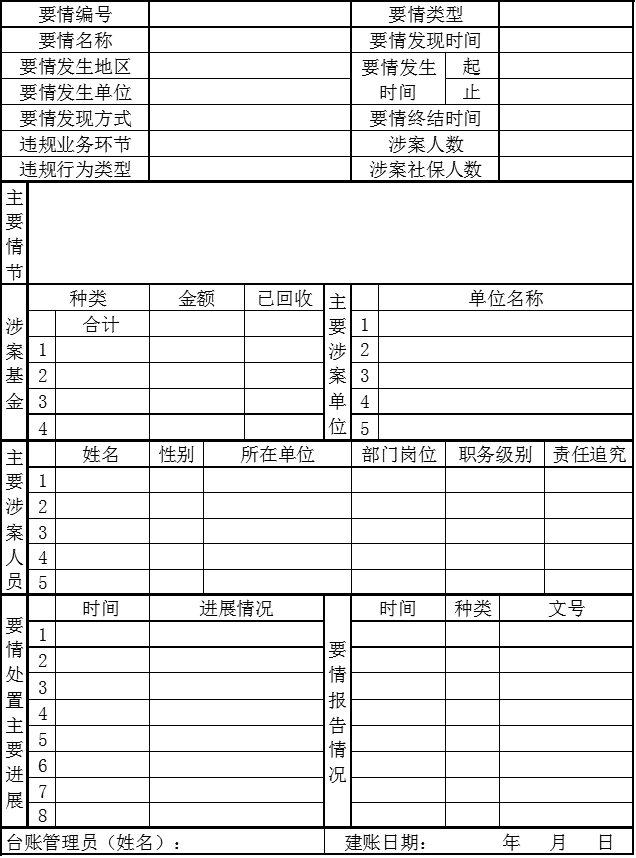 要情编号 要情类型
要情名称 要情发现时间
要情发生地区 要情发生时间 起
要情发生单位 止
要情发现方式 要情终结时间
违规业务环节 涉案人数
违规行为类型 涉案社保人数
主要情节
涉案基金 种类 金额 已回收 主要涉案单位 单位名称
合计 1
1 2
2 3
3 4
4 5
主要涉案人员 姓名 性别 所在单位 部门岗位 职务级别 责任追究
1
2
3
4
5
要情处置主要进展 时间 进展情况 要情报告情况 时间 种类 文号
1
2
3
4
5
6
7
8
台账管理员（姓名）： 建账日期： 年 月 日